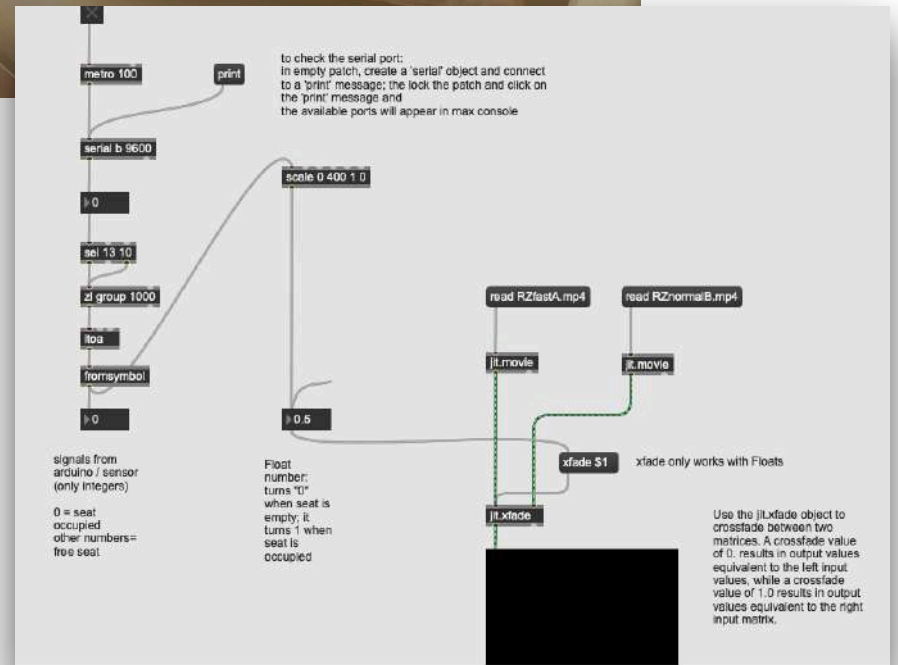 metro 100
print
to check the serial port:
in empty patch, create a 'serial' object and connect
to a 'print' message; the lock the patch and click on
the 'print' message and
the available ports will appear in max console
serial b 9600
scale 0 400 1 0
0
sel 13 10
zl group 1000
itoa
fromsymbol
0
0.5
read RZfastA.mp4
read RZnormalB.mp4
jit.movie
jit.movie
xfade $1
xfade only works with Floats
jit.xfade
signals from
arduino / sensor
(only integers)
0 = seat
occupied
other numbers=
free seat
Float
number:
turns "0"
when seat is
empty; it
turns 1 when
seat is
occupied
Use the jit.xfade object to
crossfade between two
matrices. A crossfade value
of 0. results in output values
equivalent to the left input
values, while a crossfade
value of 1.0 results in output
values equivalent to the right
input matrix.